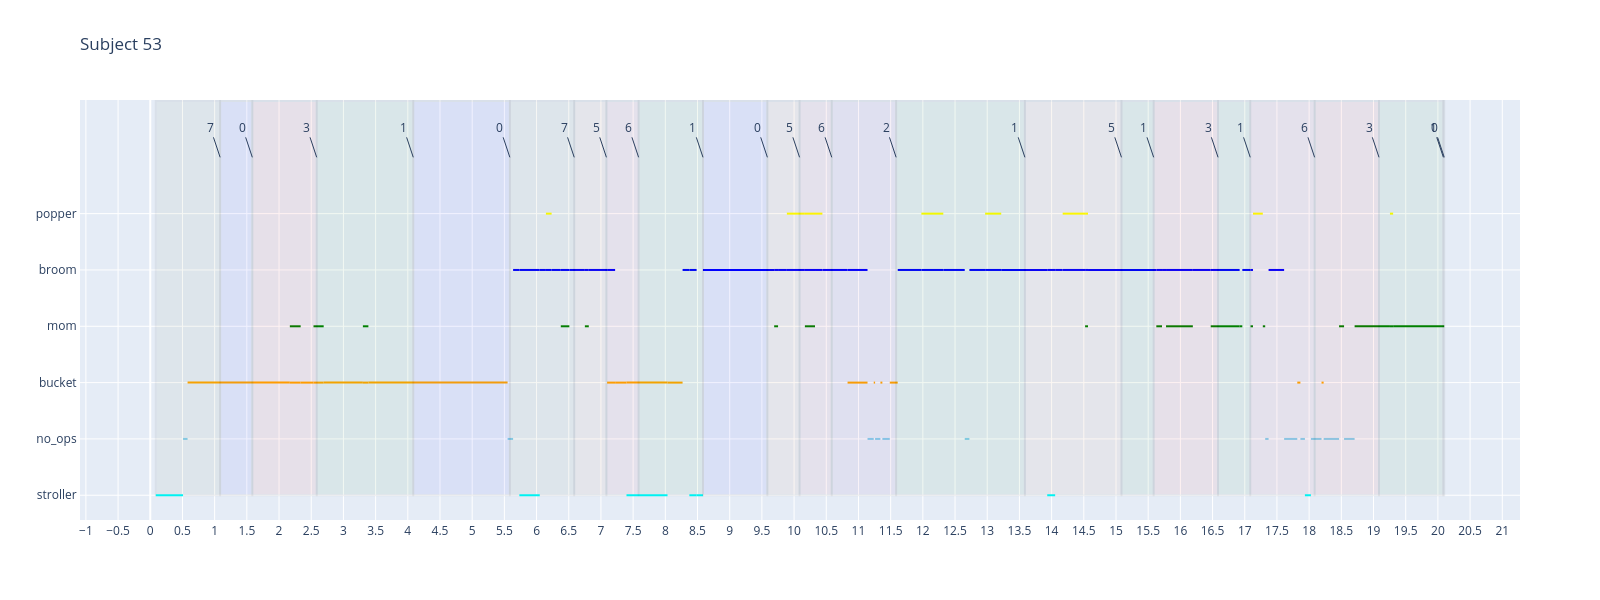 Subject 53
7 0 3 1 0 7 5 6 1 0 5 6 2 1 5 1 3 1 6 3 0
popper
broom
mom
bucket
no_ops
stroller
−1 −0.5 0 0.5 1 1.5 2 2.5 3 3.5 4 4.5 5 5.5 6 6.5 7 7.5 8 8.5 9 9.5 10 10.5 11 11.5 12 12.5 13 13.5 14 14.5 15 15.5 16 16.5 17 17.5 18 18.5 19 19.5 20 20.5 21